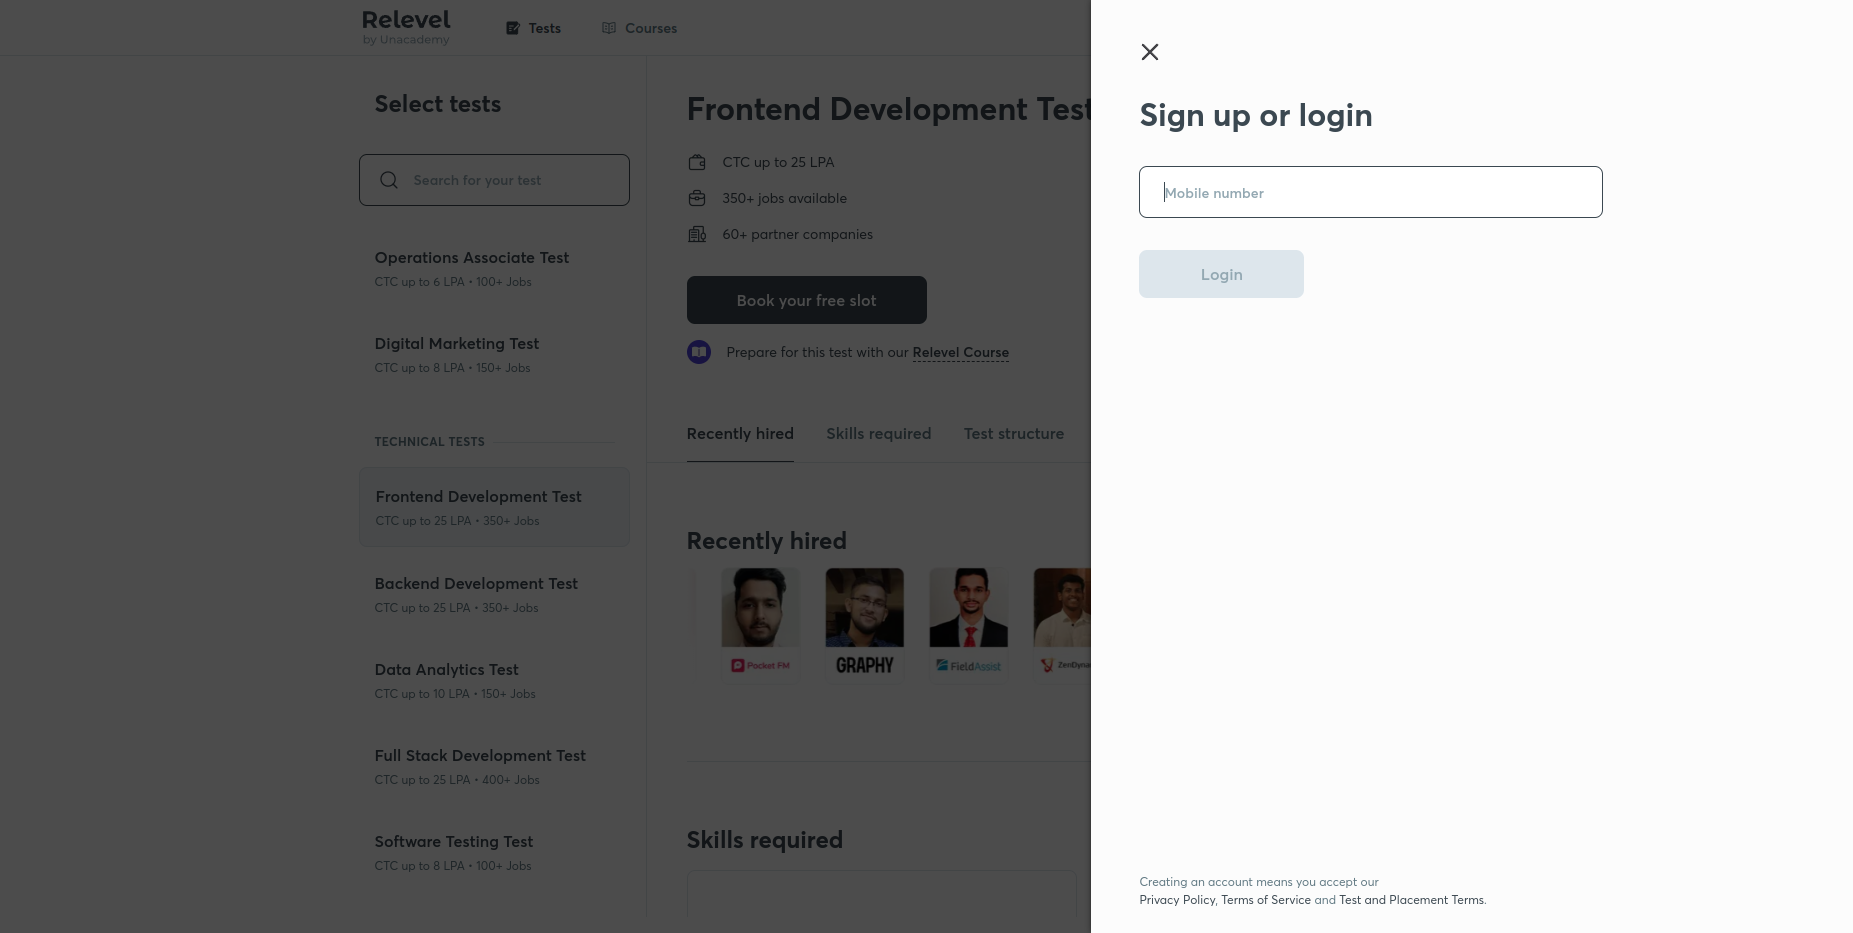 Relevel
by Unacademy
Tests
Courses
Select tests
Search for your test
Operations Associate Test
CTC up to 6 LPA • 100+ Jobs
Digital Marketing Test
CTC up to 8 LPA • 150+ Jobs
TECHNICAL TESTS
Frontend Development Test
CTC up to 25 LPA • 350+ Jobs
Backend Development Test
CTC up to 25 LPA • 350+ Jobs
Data Analytics Test
CTC up to 10 LPA • 150+ Jobs
Full Stack Development Test
CTC up to 25 LPA • 400+ Jobs
Software Testing Test
CTC up to 8 LPA • 100+ Jobs
Frontend Development Test
CTC up to 25 LPA
350+ jobs available
60+ partner companies
Book your free slot
Prepare for this test with our Relevel Course
Recently hired
Skills required
Test structure
Recently hired
Pocket FM
GRAPHY
FieldAssist
Skills required
Sign up or login
Mobile number
Login
Creating an account means you accept our
Privacy Policy, Terms of Service and Test and Placement Terms.